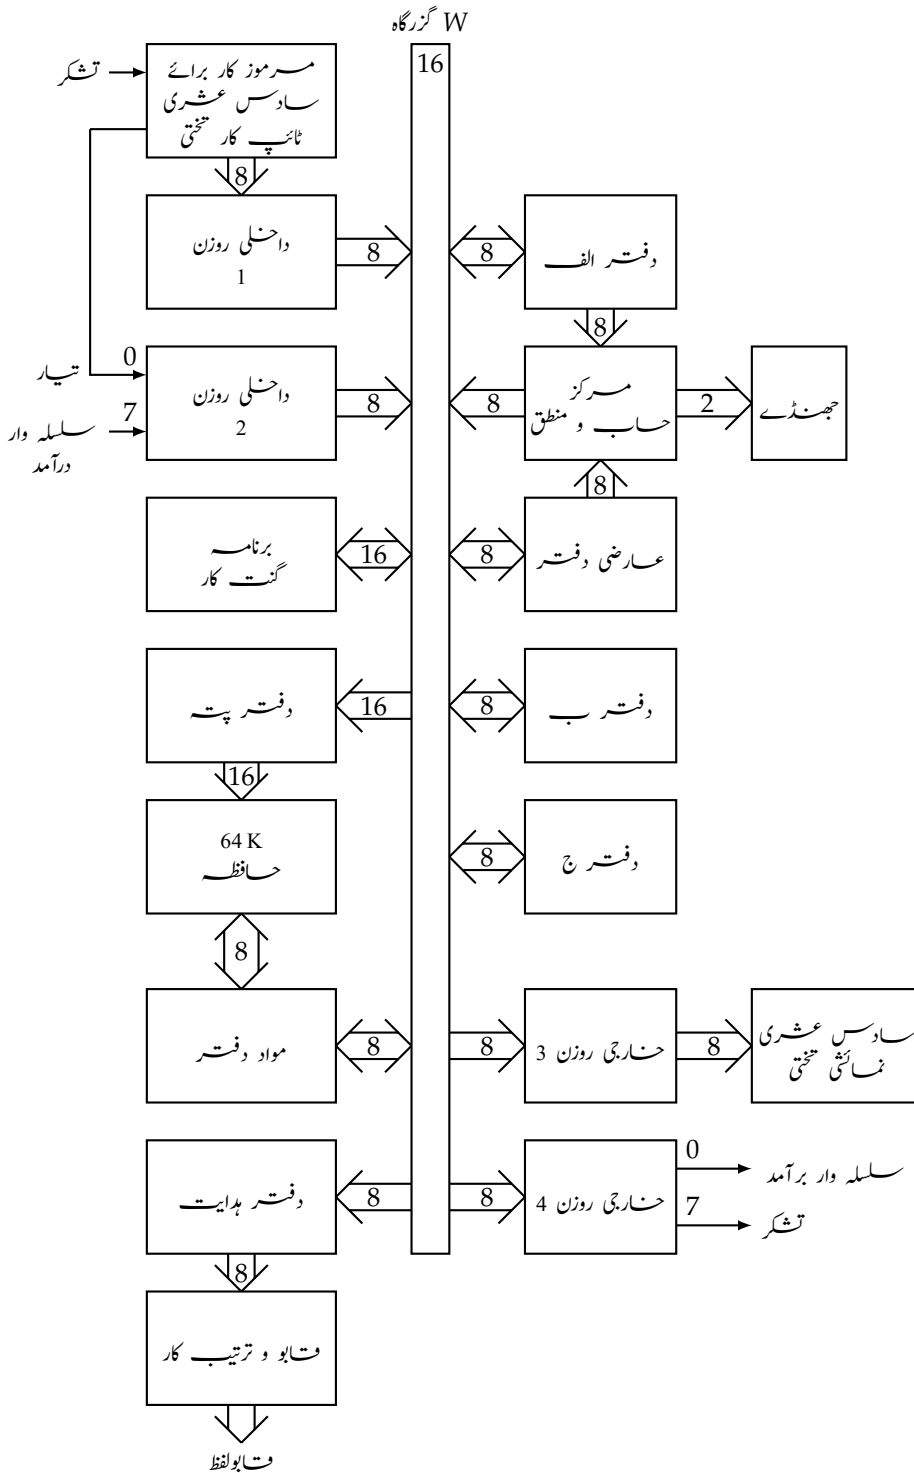 W گزرگاہ
16
تشکر
مرموز کار برائے
سادس عشری
ٹائپ کار تختی
8
داخلی روزن
1
8
8
دفتر الف
8
0
تیار
7
سلسلہ وار
درآمد
داخلی روزن
2
8
8
مرکز
حساب و منطق
2
جھنڈے
8
برنامہ
گنت کار
16
8
عارضی دفتر
دفتر پتہ
16
8
دفتر ب
16
64 K
حافظہ
8
دفتر ج
8
مواد دفتر
8
8
خارجی روزن 3
8
سادس عشری
نمائشی تختی
دفتر ہدایت
8
8
خارجی روزن 4
0
سلسلہ وار برآمد
7
تشکر
8
قابو و ترتیب کار
قابولفظ